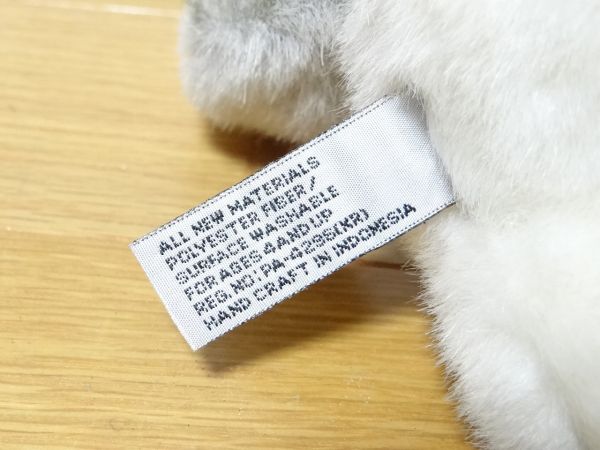 ALL NEW MATERIALS
POLYESTER FIBER/
SURFACE WASHABLE
FOR AGES 4 AND UP
REG.NO: PA-4296(KR)
HAND CRAFT IN INDONESIA